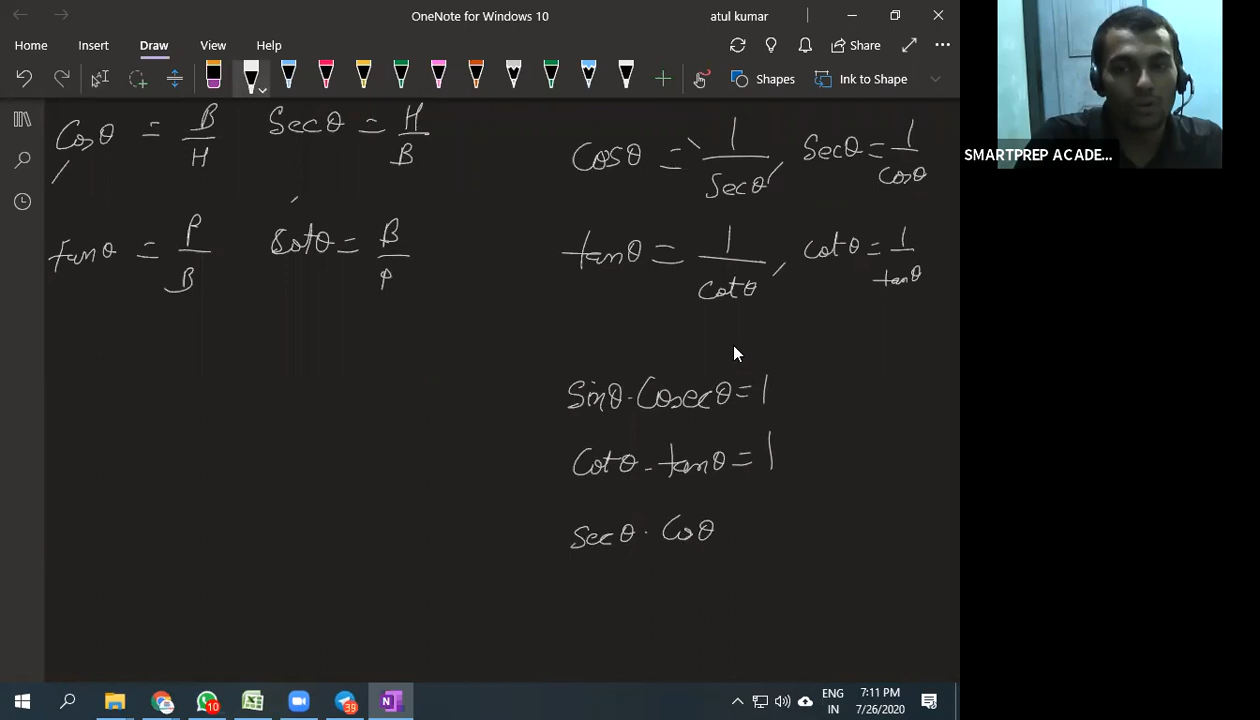 OneNote for Windows 10
atul kumar
Home Insert Draw View Help
Share
Shapes
Ink to Shape
Cosθ = B/H Secθ = H/B
tanθ = P/B Cotθ = B/P
Cosθ = 1/Secθ, Secθ = 1/Cosθ
tanθ = 1/Cotθ, Cotθ = 1/tanθ
Sinθ·Cosecθ = 1
Cotθ·tanθ = 1
Secθ·Cosθ
SMARTPREP ACADE...
10
39
ENG
IN
7:11 PM
7/26/2020